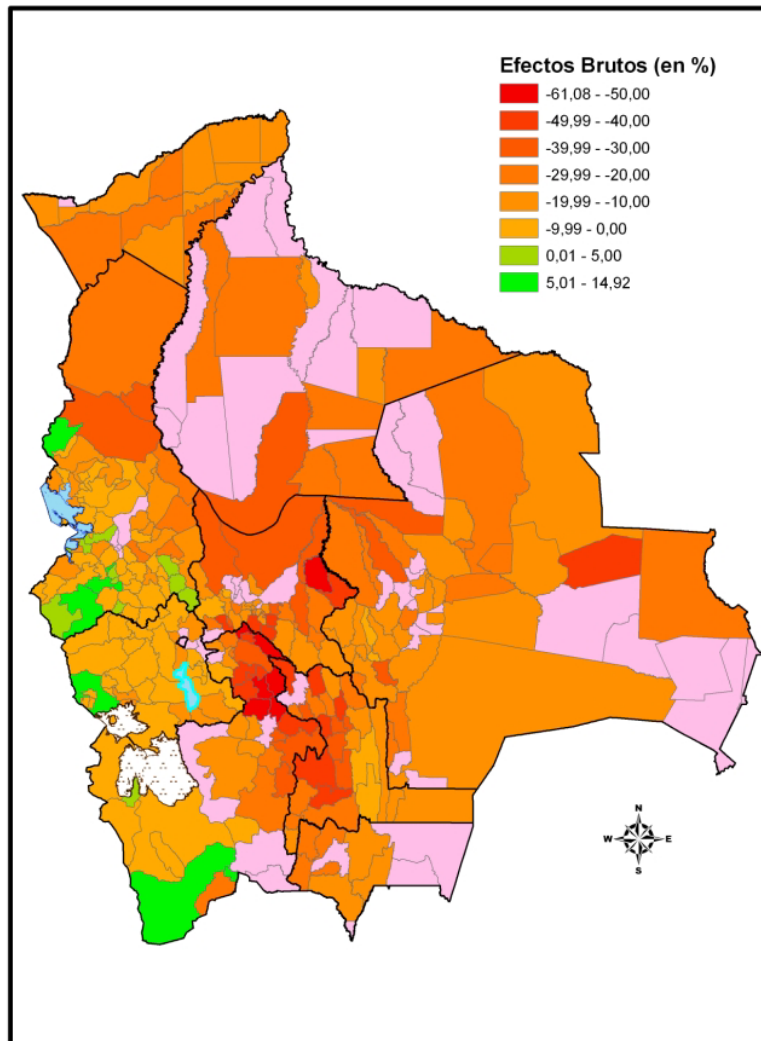 Efectos Brutos (en %)
-61,08 - -50,00
-49,99 - -40,00
-39,99 - -30,00
-29,99 - -20,00
-19,99 - -10,00
-9,99 - 0,00
0,01 - 5,00
5,01 - 14,92
N
W E
S